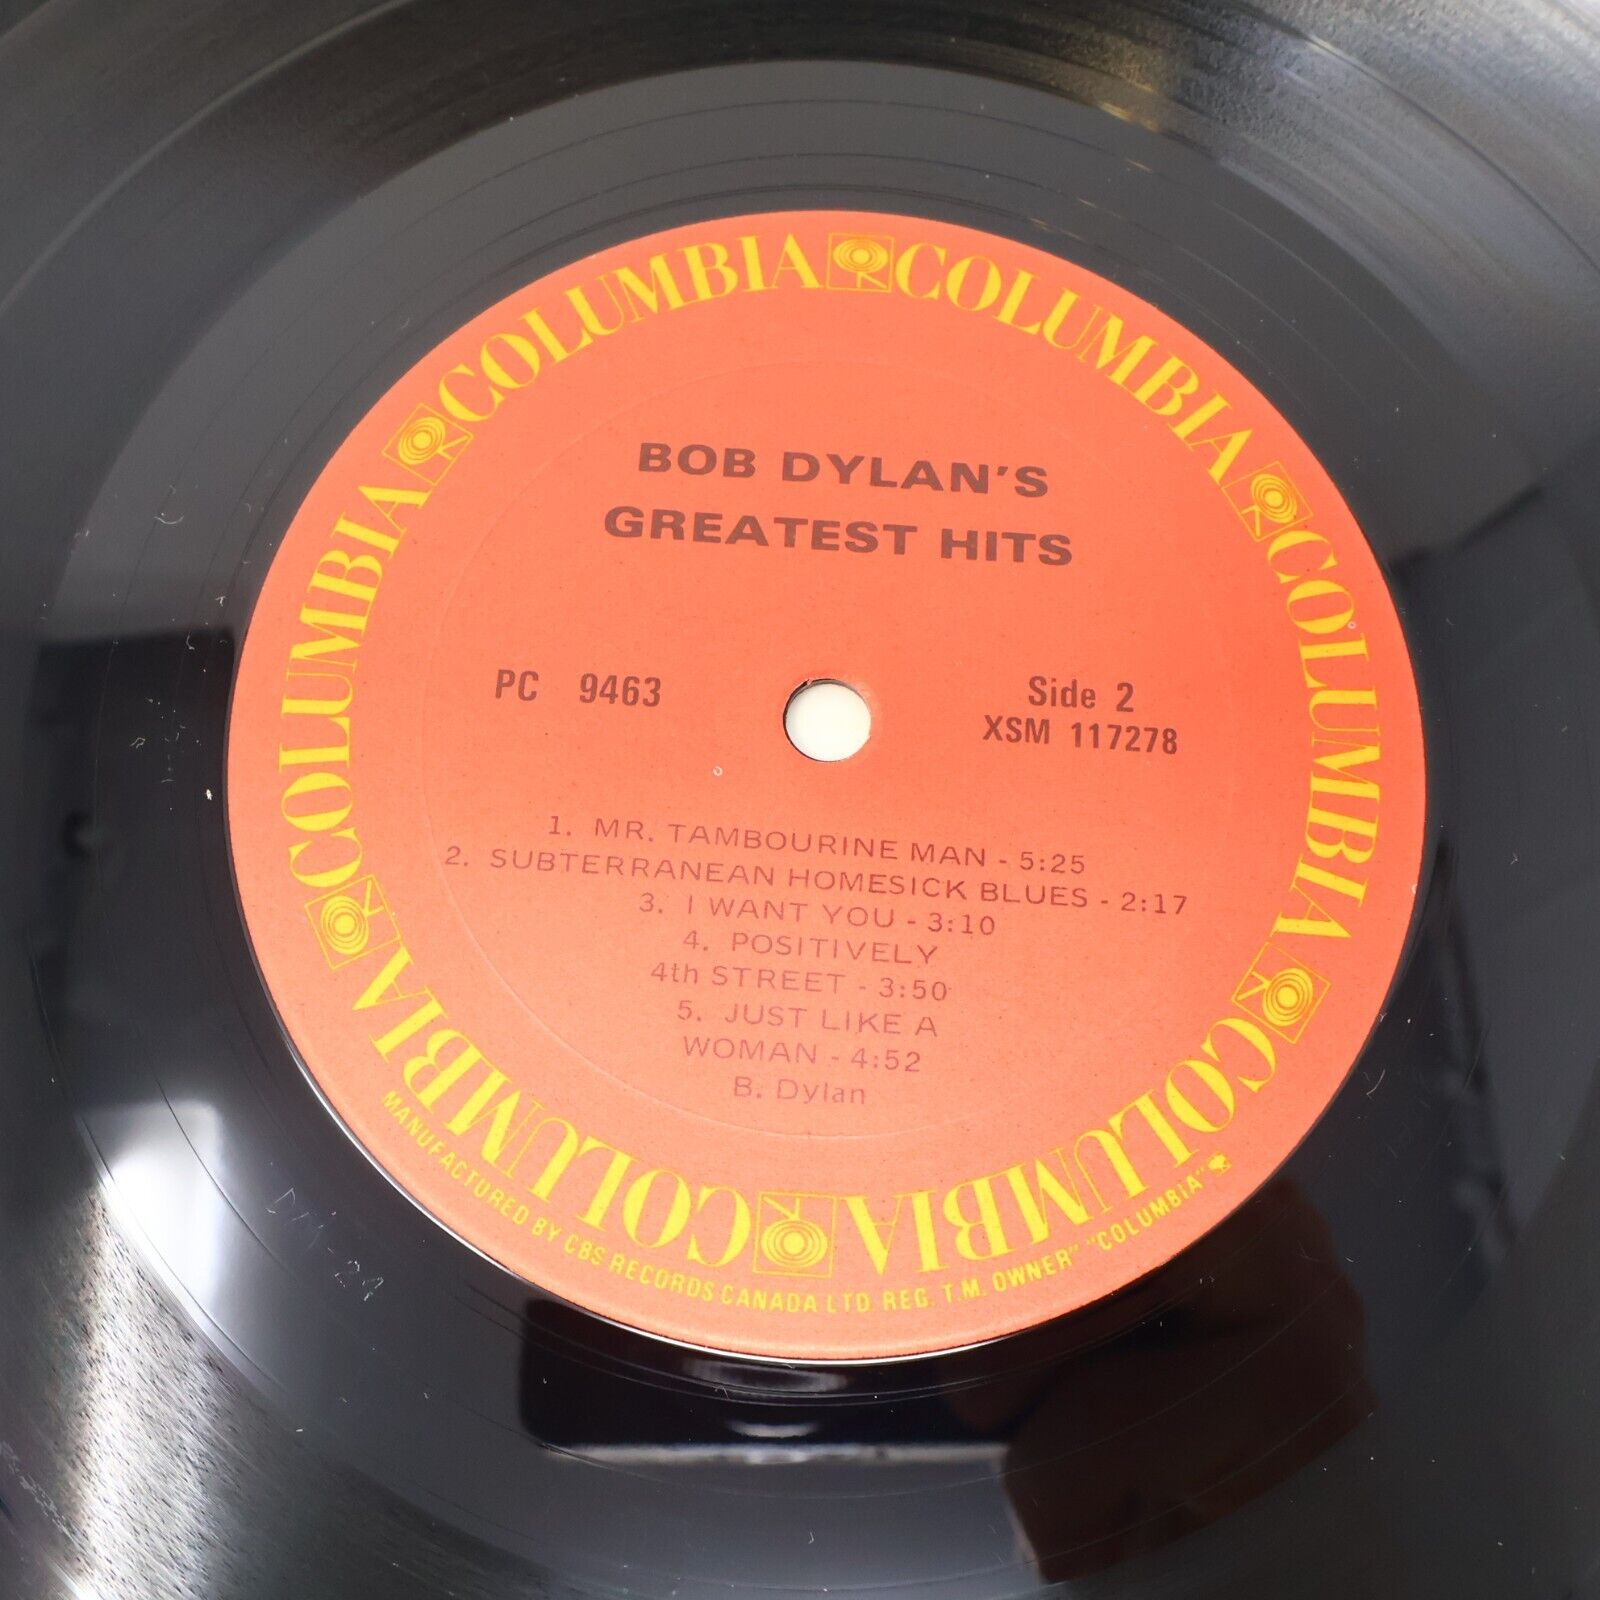 COLUMBIA COLUMBIA COLUMBIA COLUMBIA COLUMBIA COLUMBIA
BOB DYLAN'S
GREATEST HITS
PC 9463
Side 2
XSM 117278
1. MR. TAMBOURINE MAN - 5:25
2. SUBTERRANEAN HOMESICK BLUES - 2:17
3. I WANT YOU - 3:10
4. POSITIVELY
4th STREET - 3:50
5. JUST LIKE A
WOMAN - 4:52
B. Dylan
MANUFACTURED BY CBS RECORDS CANADA LTD. REG. T.M. OWNER" "COLUMBIA"